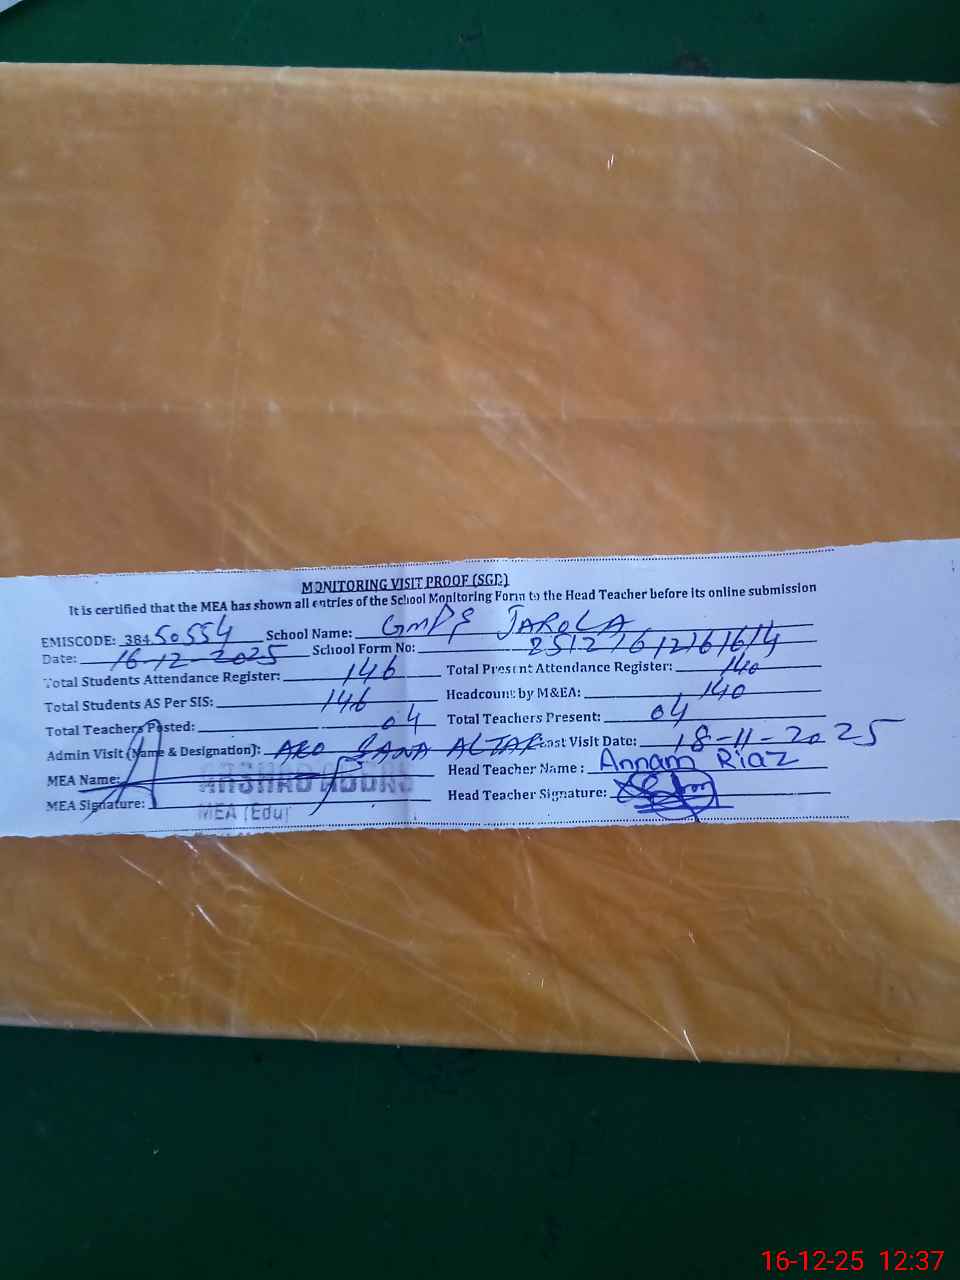 MONITORING VISIT PROOF (SGD)
It is certified that the MEA has shown all entries of the School Monitoring Form to the Head Teacher before its online submission
EMISCODE: 384 50554 School Name: GMPS JAROLA
Date: 16-12-2025 School Form No: 25121612161614
Total Students Attendance Register: 146 Total Present Attendance Register: 140
Total Students AS Per SIS: 146 Headcount by M&EA: 140
Total Teachers Posted: 04 Total Teachers Present: 04
Admin Visit (Name & Designation): AEO SANA ALTAF Last Visit Date: 18-11-2025
MEA Name: ARSHAD Head Teacher Name : Annam Riaz
MEA Signature: Head Teacher Signature:
MEA (Edu)
16-12-25 12:37